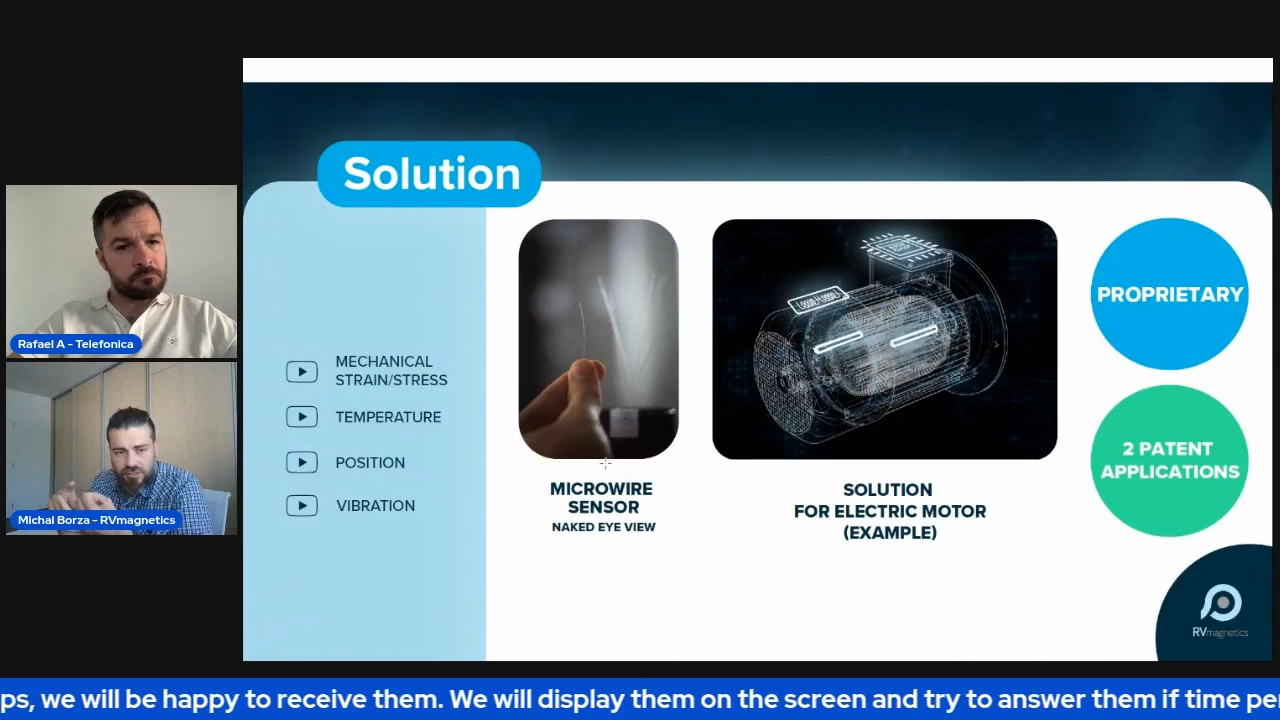 Solution
MECHANICAL
STRAIN/STRESS
TEMPERATURE
POSITION
VIBRATION
MICROWIRE
SENSOR
NAKED EYE VIEW
SOLUTION
FOR ELECTRIC MOTOR
(EXAMPLE)
PROPRIETARY
2 PATENT
APPLICATIONS
RVmagnetics
Rafael A - Telefonica
Michal Borza - RVmagnetics
ps, we will be happy to receive them. We will display them on the screen and try to answer them if time pe